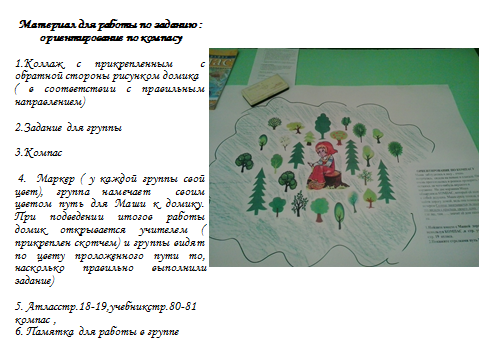 Материал для работы по заданию :
ориентирование по компасу
1.Коллаж с прикрепленным с
обратной стороны рисунком домика
( в соответствии с правильным
направлением)
2.Задание для группы
3.Компас
4. Маркер ( у каждой группы свой
цвет), группа намечает своим
цветом путь для Маши к домику.
При подведении итогов работы
домик открывается учителем (
прикреплен скотчем) и группы видят
по цвету проложенного пути то,
насколько правильно выполнили
задание)
5. Атласстр.18-19,учебникстр.80-81
компас ,
6. Памятка для работы в группе